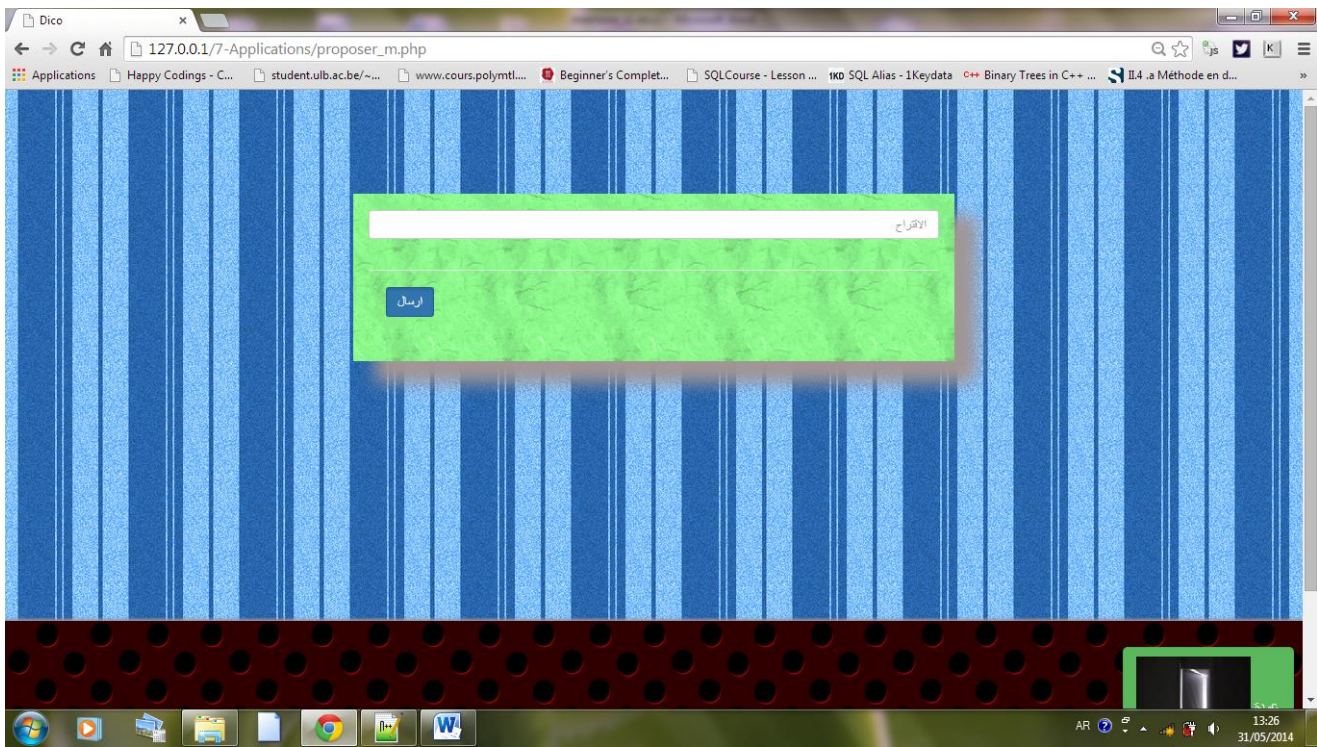 Dico
127.0.0.1/7-Applications/proposer_m.php
Applications Happy Codings - C... student.ulb.ac.be/~... www.cours.polymtl.... Beginner's Complet... SQLCourse - Lesson ... 1KD SQL Alias - 1Keydata C++ Binary Trees in C++ ... II.4 .a Méthode en d... »
الاقتراح
ارسال
AR
13:26
31/05/2014